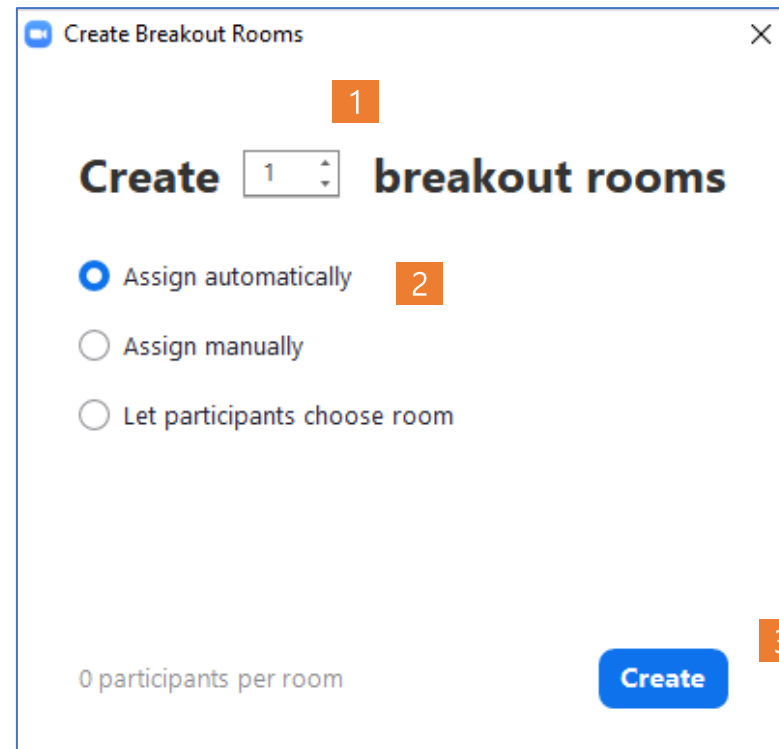 Create Breakout Rooms
1
Create 1 breakout rooms
Assign automatically 2
Assign manually
Let participants choose room
3
0 participants per room Create